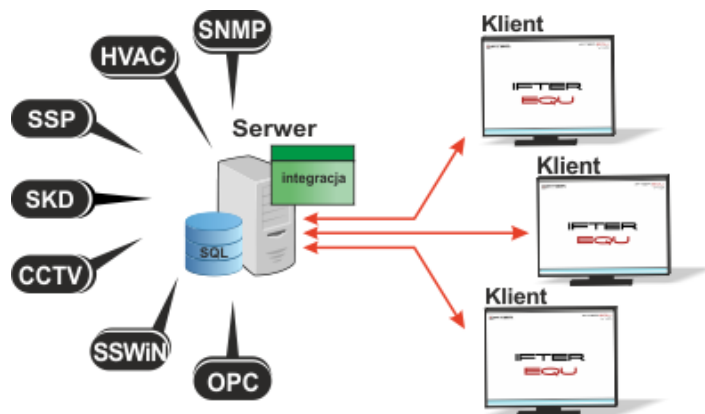 SNMP
HVAC
SSP
SKD
CCTV
SSWiN
OPC
Serwer
integracja
SQL
Klient
IFTER
EQU
Klient
IFTER
EQU
Klient
IFTER
EQU